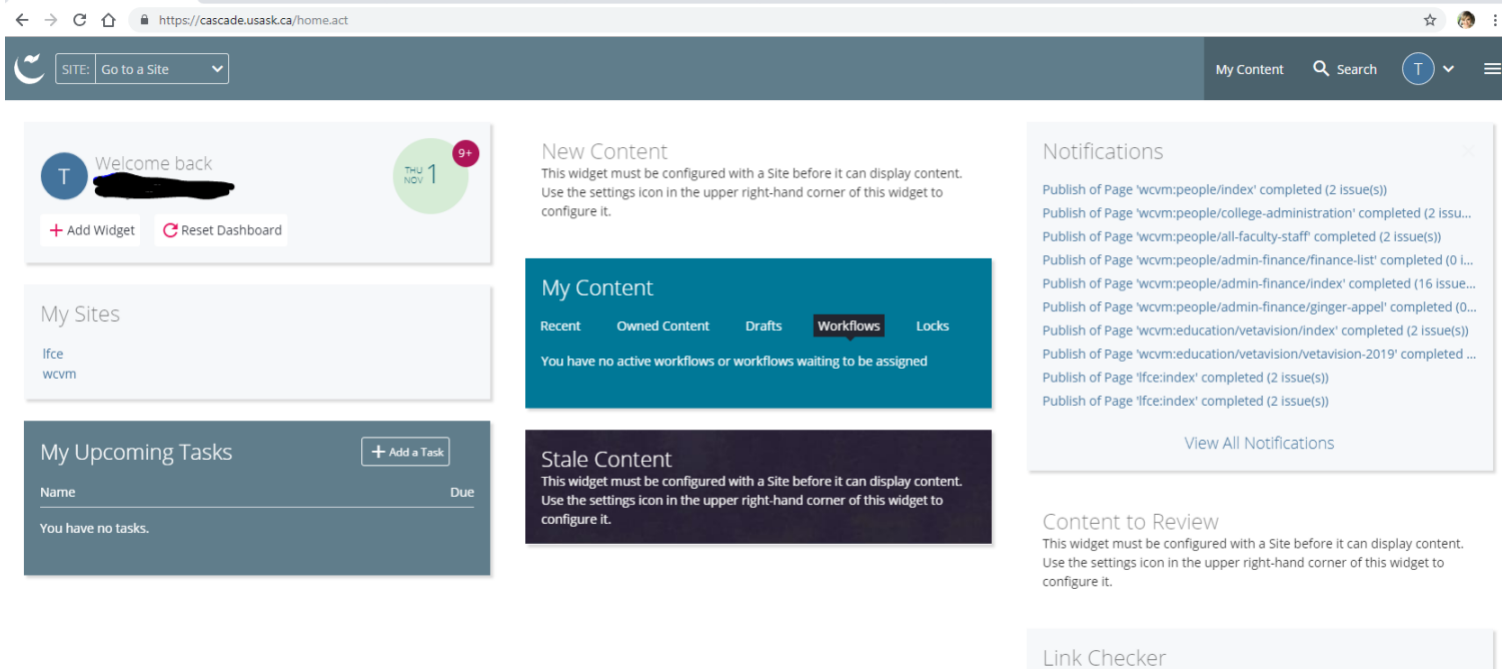 https://cascade.usask.ca/home.act
SITE: Go to a Site
My Content
Search
T
T
Welcome back
THU
NOV 1
9+
Add Widget
Reset Dashboard
My Sites
lfce
wcvm
My Upcoming Tasks
Add a Task
Name Due
You have no tasks.
New Content
This widget must be configured with a Site before it can display content.
Use the settings icon in the upper right-hand corner of this widget to
configure it.
My Content
Recent Owned Content Drafts Workflows Locks
You have no active workflows or workflows waiting to be assigned
Stale Content
This widget must be configured with a Site before it can display content.
Use the settings icon in the upper right-hand corner of this widget to
configure it.
Notifications
Publish of Page 'wcvm:people/index' completed (2 issue(s))
Publish of Page 'wcvm:people/college-administration' completed (2 issu...
Publish of Page 'wcvm:people/all-faculty-staff' completed (2 issue(s))
Publish of Page 'wcvm:people/admin-finance/finance-list' completed (0 i...
Publish of Page 'wcvm:people/admin-finance/index' completed (16 issue...
Publish of Page 'wcvm:people/admin-finance/ginger-appel' completed (0...
Publish of Page 'wcvm:education/vetavision/index' completed (2 issue(s))
Publish of Page 'wcvm:education/vetavision/vetavision-2019' completed ...
Publish of Page 'lfce:index' completed (2 issue(s))
Publish of Page 'lfce:index' completed (2 issue(s))
View All Notifications
Content to Review
This widget must be configured with a Site before it can display content.
Use the settings icon in the upper right-hand corner of this widget to
configure it.
Link Checker